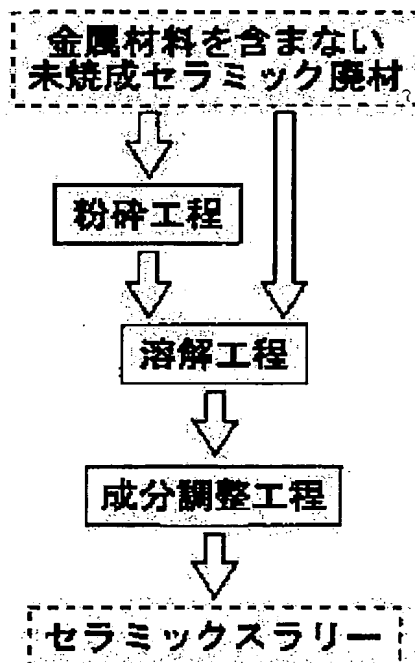 金属材料を含まない
未焼成セラミック廃材
粉砕工程
溶解工程
成分調整工程
セラミックスラリー